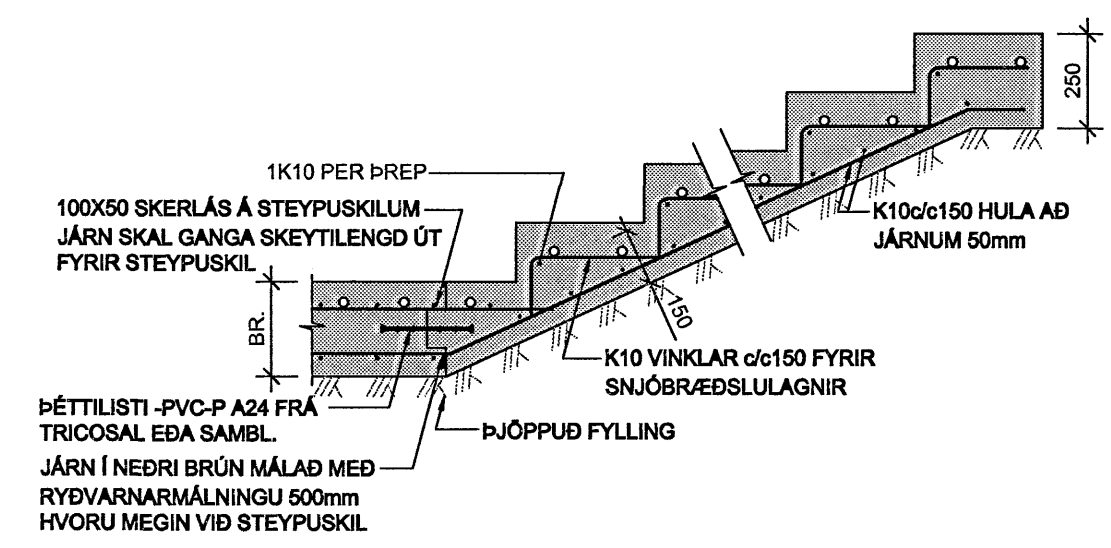 250
1K10 PER ÞREP
100X50 SKERLÁS Á STEYPUSKILUM
JÁRN SKAL GANGA SKEYTILENGD ÚT
FYRIR STEYPUSKIL
K10c/c150 HULA AÐ
JÁRNUM 50mm
BR.
150
K10 VINKLAR c/c150 FYRIR
SNJÓBRÆÐSLULAGNIR
ÞÉTTILISTI -PVC-P A24 FRÁ
TRICOSAL EÐA SAMBL.
ÞJÖPPUÐ FYLLING
JÁRN Í NEÐRI BRÚN MÁLAÐ MEÐ
RYÐVARNARMÁLNINGU 500mm
HVORU MEGIN VIÐ STEYPUSKIL